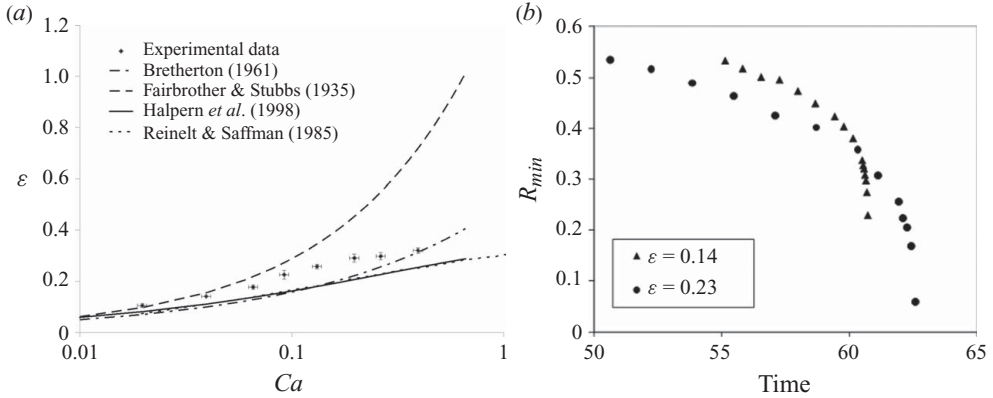 (a)
1.2
1.0
0.8
0.6
0.4
0.2
0
ε
Experimental data
Bretherton (1961)
Fairbrother & Stubbs (1935)
Halpern et al. (1998)
Reinelt & Saffman (1985)
0.01
0.1
1
Ca
(b)
0.6
0.5
0.4
0.3
0.2
0.1
0
R_min
ε = 0.14
ε = 0.23
50
55
60
65
Time